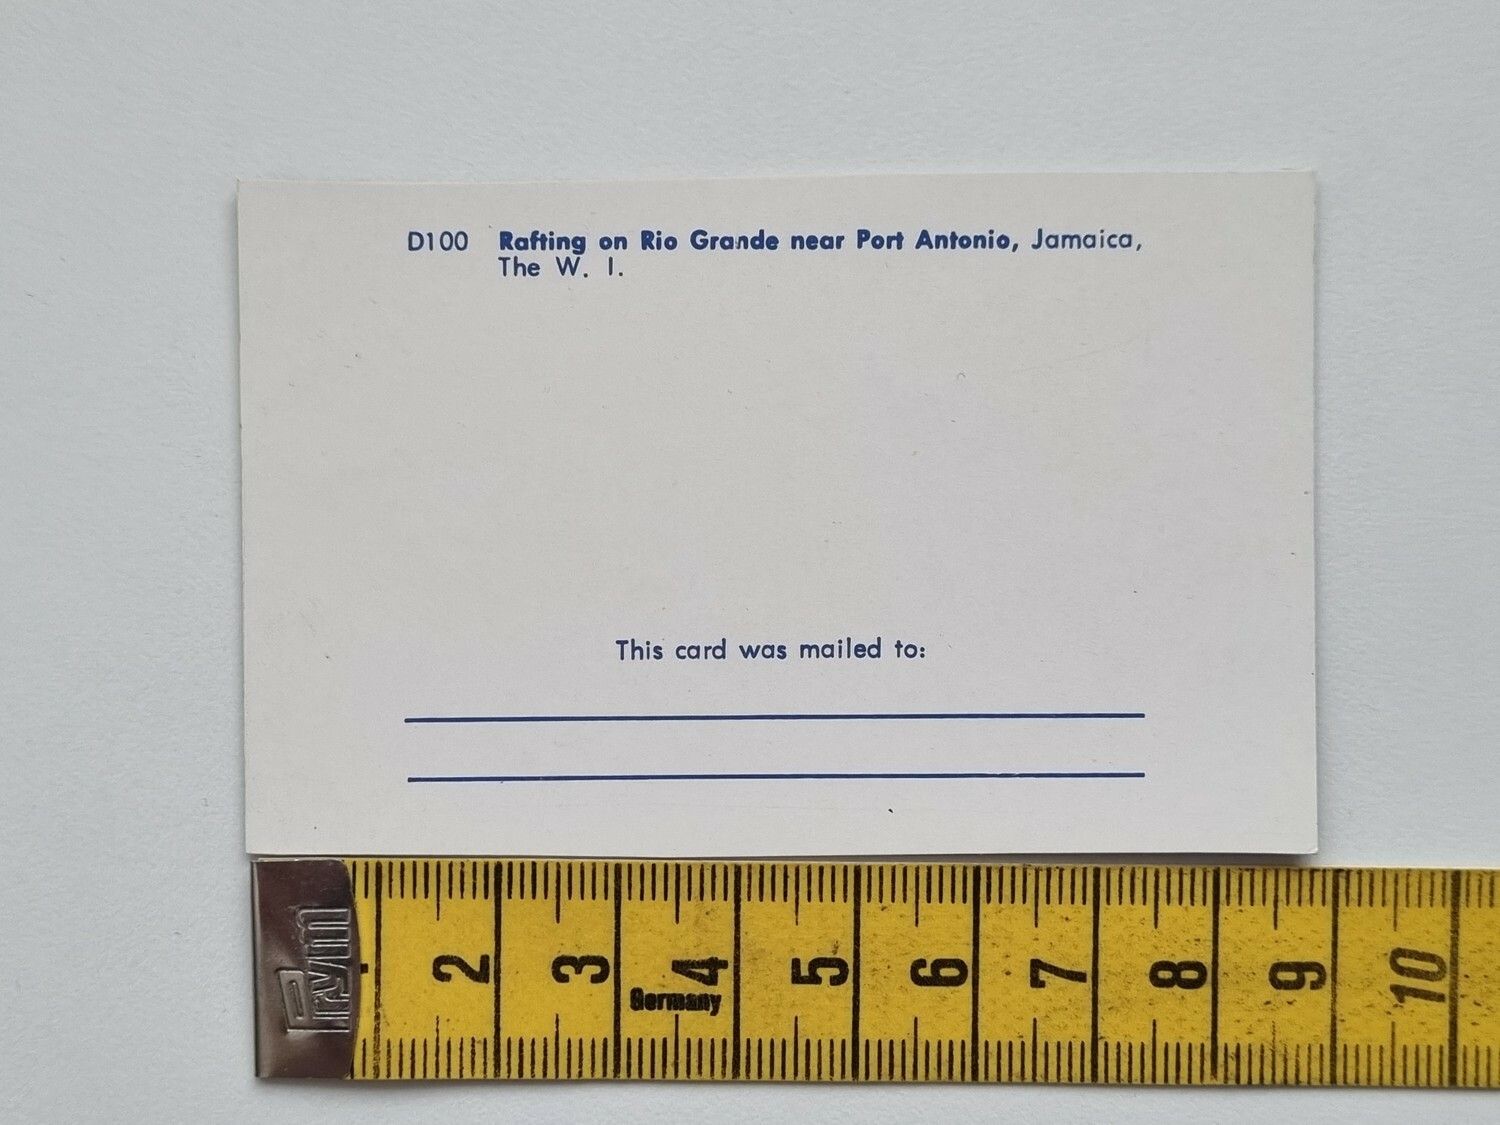 D100 Rafting on Rio Grande near Port Antonio, Jamaica,
The W. I.
This card was mailed to:
Prym
1 2 3 4 5 6 7 8 9 10
Germany